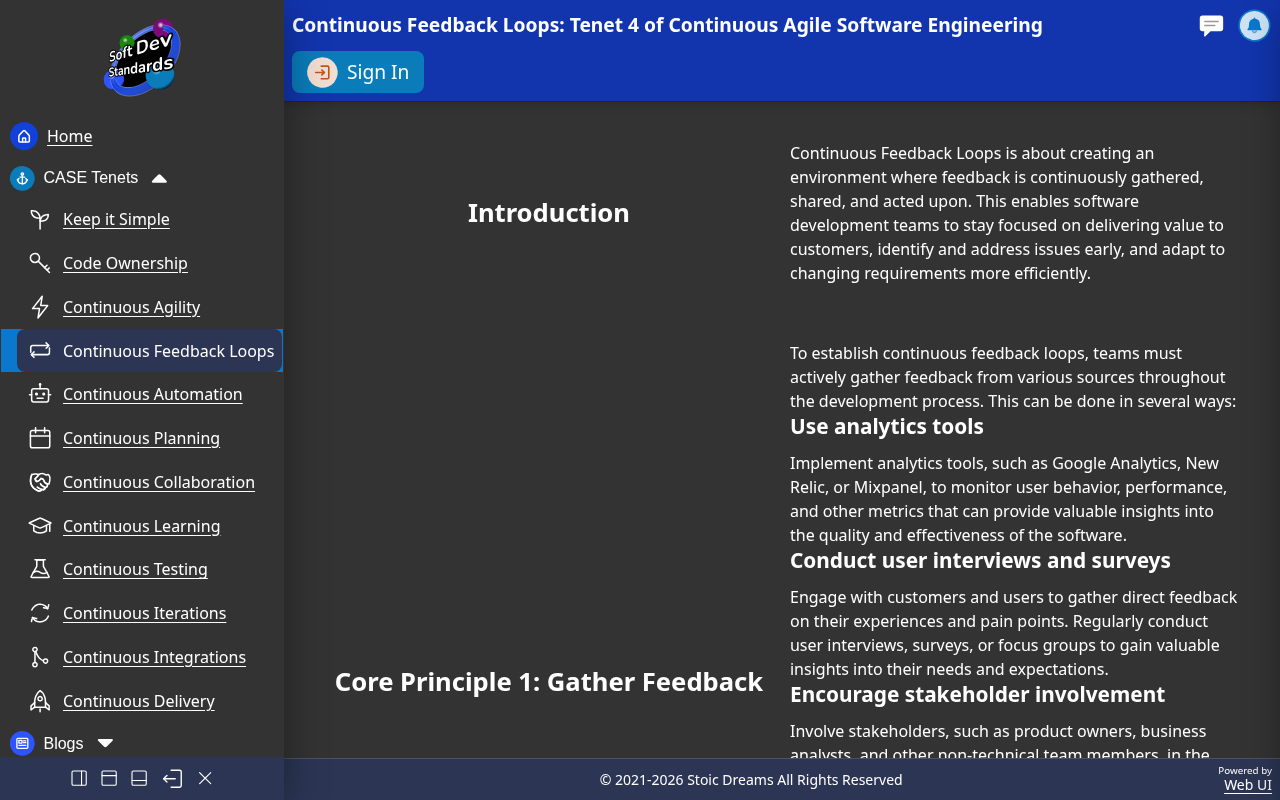 Soft Dev
Standards
Home
CASE Tenets
Keep it Simple
Code Ownership
Continuous Agility
Continuous Feedback Loops
Continuous Automation
Continuous Planning
Continuous Collaboration
Continuous Learning
Continuous Testing
Continuous Iterations
Continuous Integrations
Continuous Delivery
Blogs
Continuous Feedback Loops: Tenet 4 of Continuous Agile Software Engineering
Sign In
Introduction
Continuous Feedback Loops is about creating an
environment where feedback is continuously gathered,
shared, and acted upon. This enables software
development teams to stay focused on delivering value to
customers, identify and address issues early, and adapt to
changing requirements more efficiently.
Core Principle 1: Gather Feedback
To establish continuous feedback loops, teams must
actively gather feedback from various sources throughout
the development process. This can be done in several ways:
Use analytics tools
Implement analytics tools, such as Google Analytics, New
Relic, or Mixpanel, to monitor user behavior, performance,
and other metrics that can provide valuable insights into
the quality and effectiveness of the software.
Conduct user interviews and surveys
Engage with customers and users to gather direct feedback
on their experiences and pain points. Regularly conduct
user interviews, surveys, or focus groups to gain valuable
insights into their needs and expectations.
Encourage stakeholder involvement
Involve stakeholders, such as product owners, business
analysts, and other non-technical team members, in the
© 2021-2026 Stoic Dreams All Rights Reserved
Powered by
Web UI